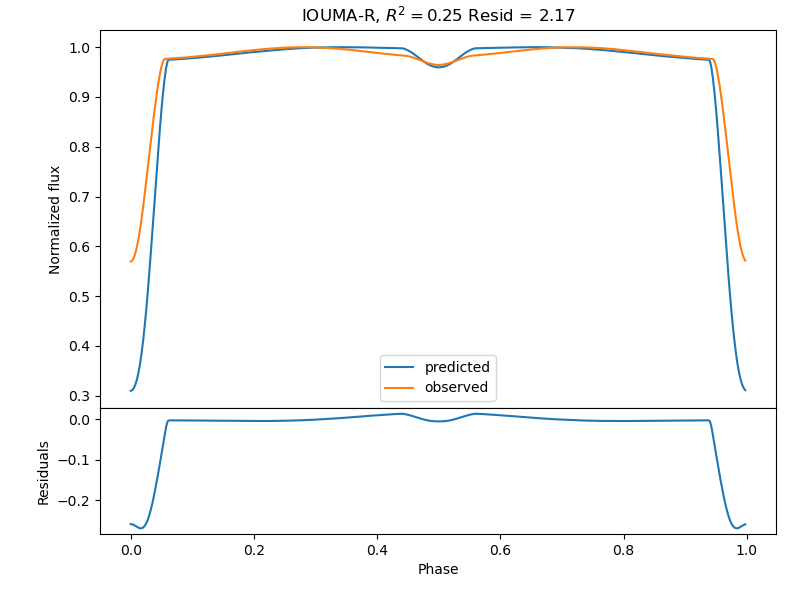 IOUMA-R, R² = 0.25 Resid = 2.17
1.0
0.9
0.8
0.7
0.6
0.5
0.4
0.3
Normalized flux
predicted
observed
0.0
−0.1
−0.2
Residuals
0.0 0.2 0.4 0.6 0.8 1.0
Phase